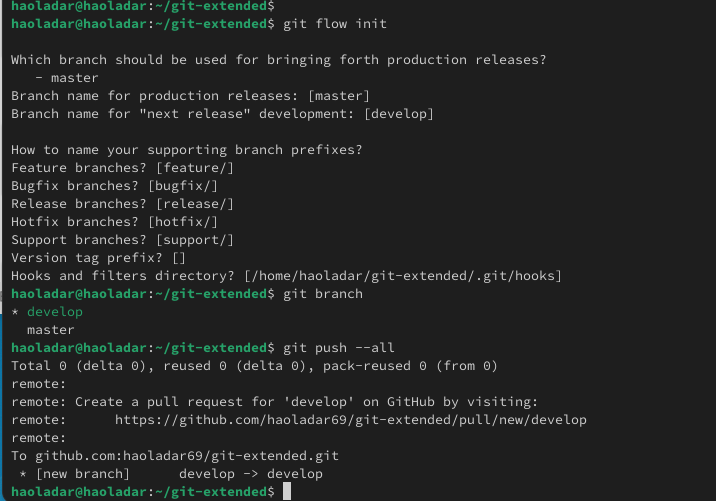 haoladar@haoladar:~/git-extended$
haoladar@haoladar:~/git-extended$ git flow init
Which branch should be used for bringing forth production releases?
   - master
Branch name for production releases: [master]
Branch name for "next release" development: [develop]
How to name your supporting branch prefixes?
Feature branches? [feature/]
Bugfix branches? [bugfix/]
Release branches? [release/]
Hotfix branches? [hotfix/]
Support branches? [support/]
Version tag prefix? []
Hooks and filters directory? [/home/haoladar/git-extended/.git/hooks]
haoladar@haoladar:~/git-extended$ git branch
* develop
  master
haoladar@haoladar:~/git-extended$ git push --all
Total 0 (delta 0), reused 0 (delta 0), pack-reused 0 (from 0)
remote:
remote: Create a pull request for 'develop' on GitHub by visiting:
remote:      https://github.com/haoladar69/git-extended/pull/new/develop
remote:
To github.com:haoladar69/git-extended.git
 * [new branch]      develop -> develop
haoladar@haoladar:~/git-extended$